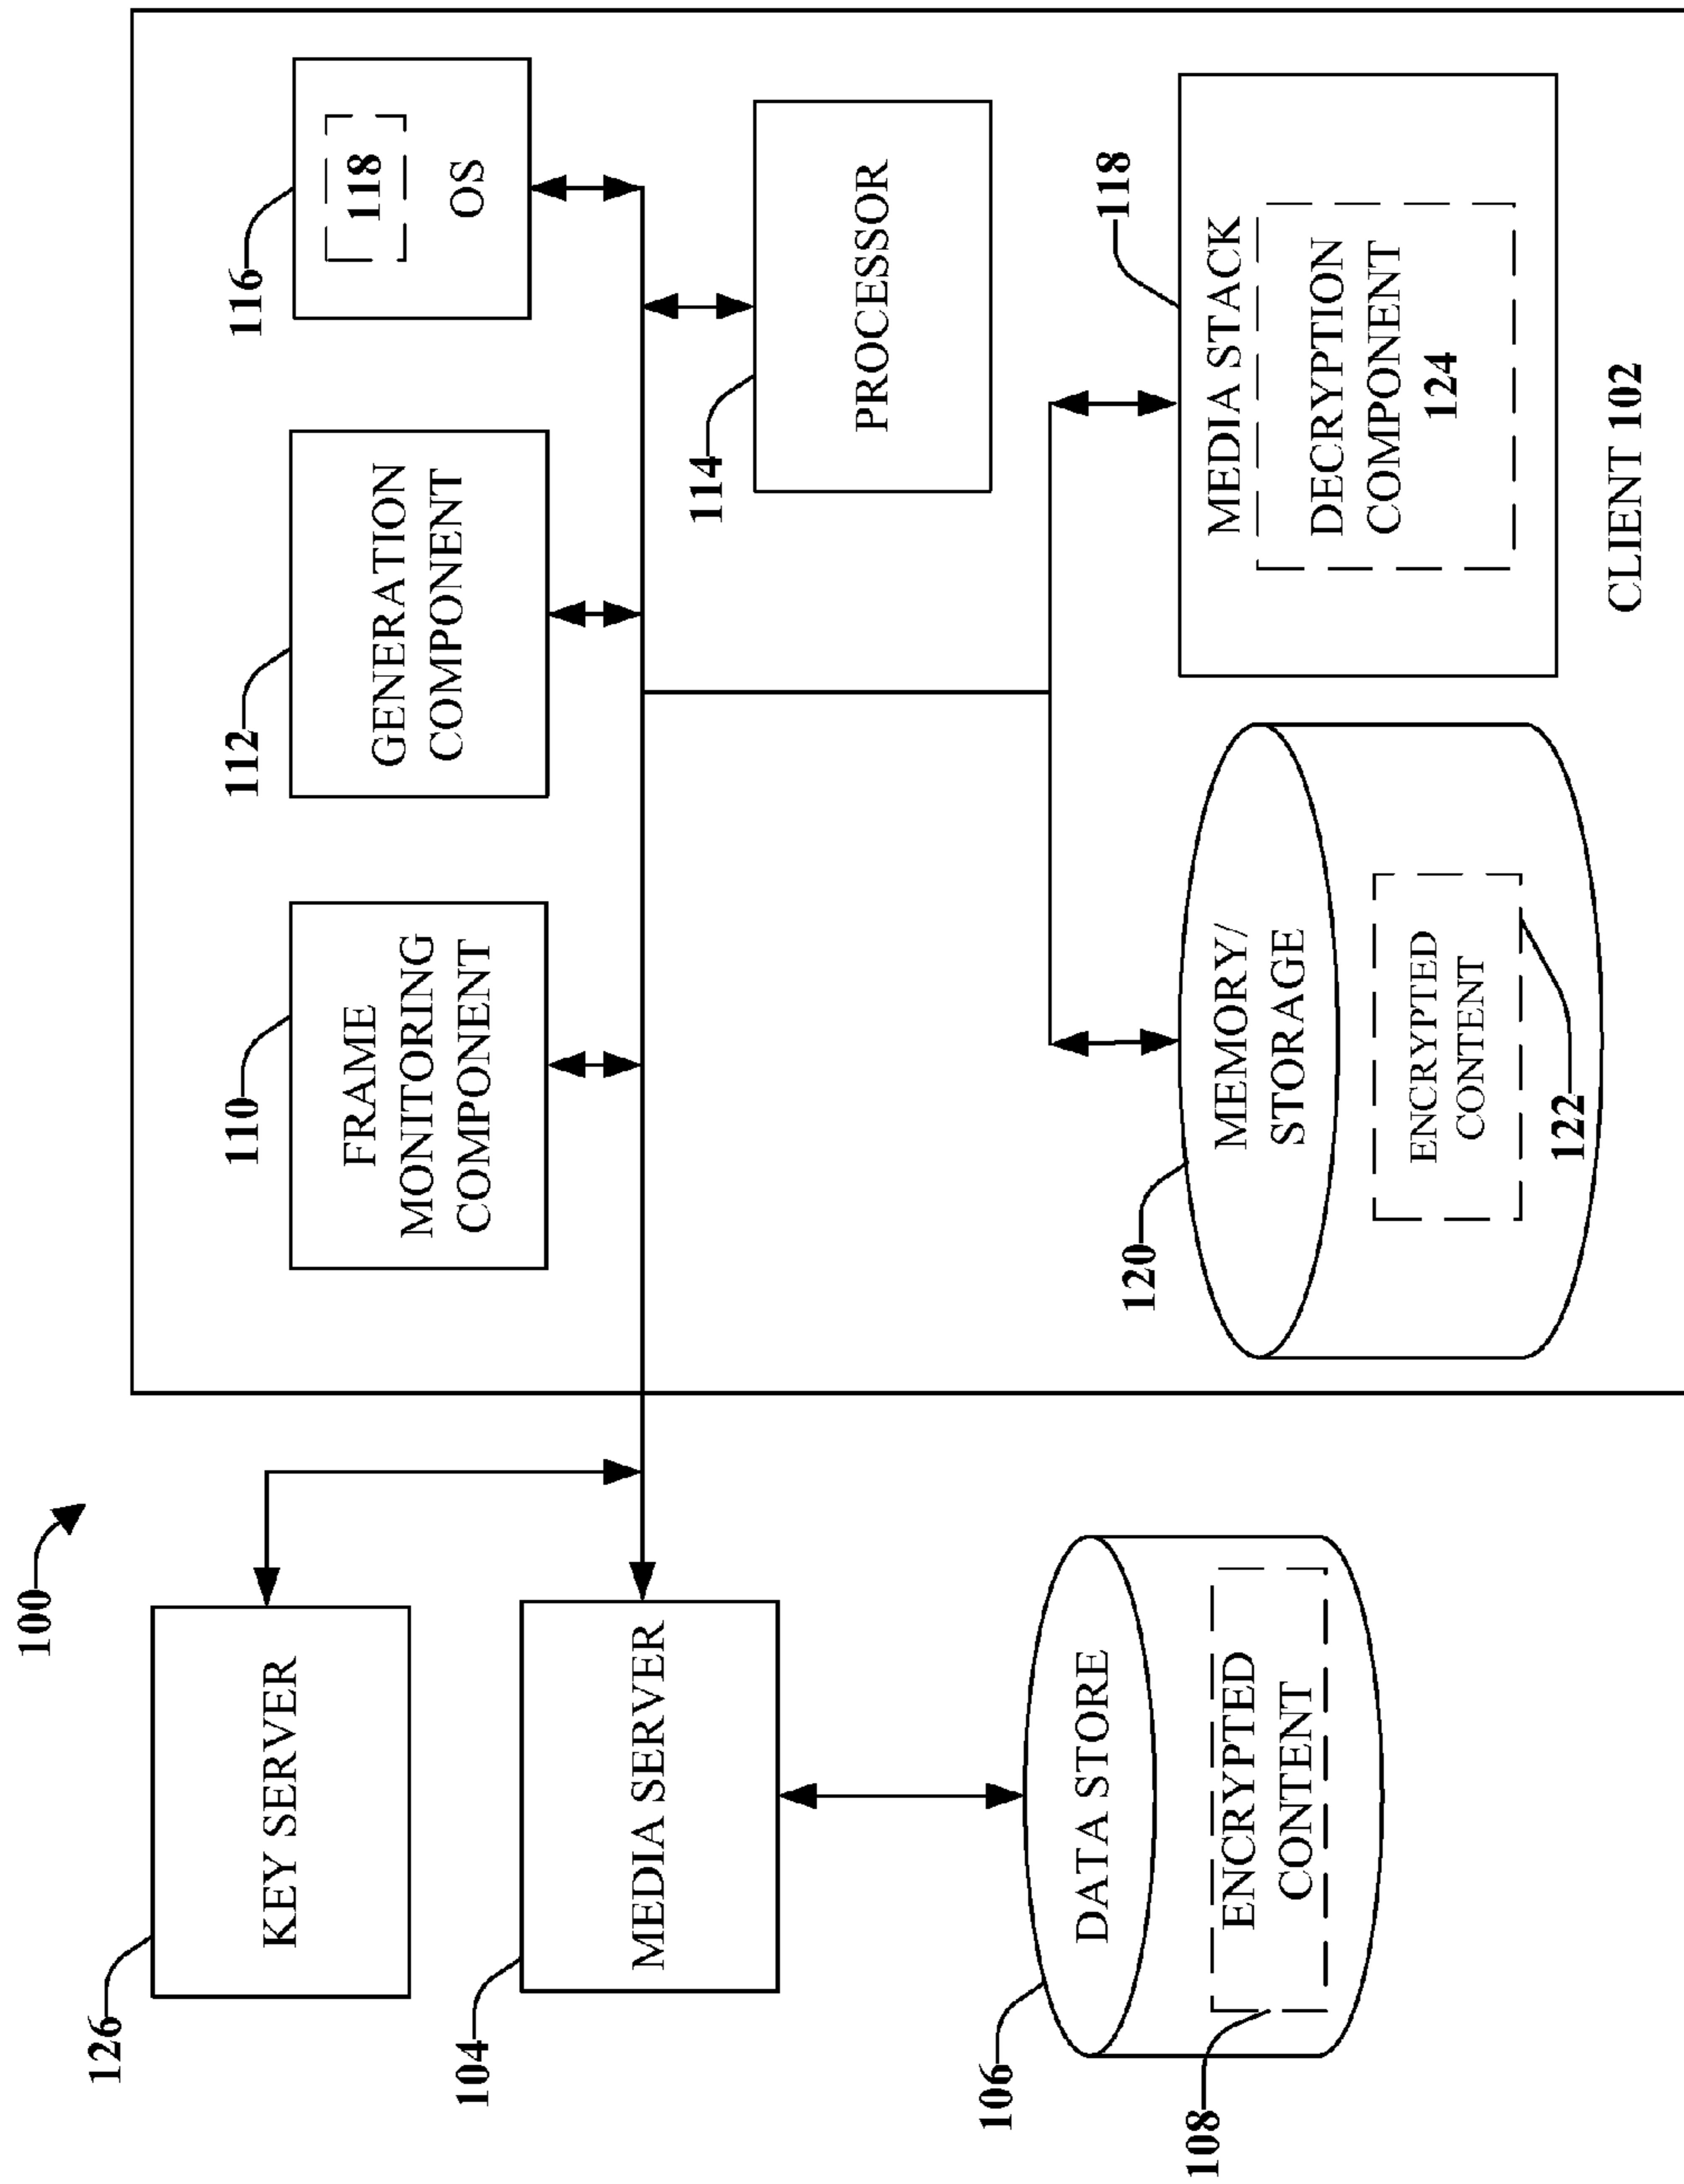 100
126
KEY SERVER
104
MEDIA SERVER
106
DATA STORE
108
ENCRYPTED
CONTENT
110
FRAME
MONITORING
COMPONENT
112
GENERATION
COMPONENT
116
118
OS
114
PROCESSOR
120
MEMORY/
STORAGE
ENCRYPTED
CONTENT
122
118
MEDIA STACK
DECRYPTION
COMPONENT
124
CLIENT 102